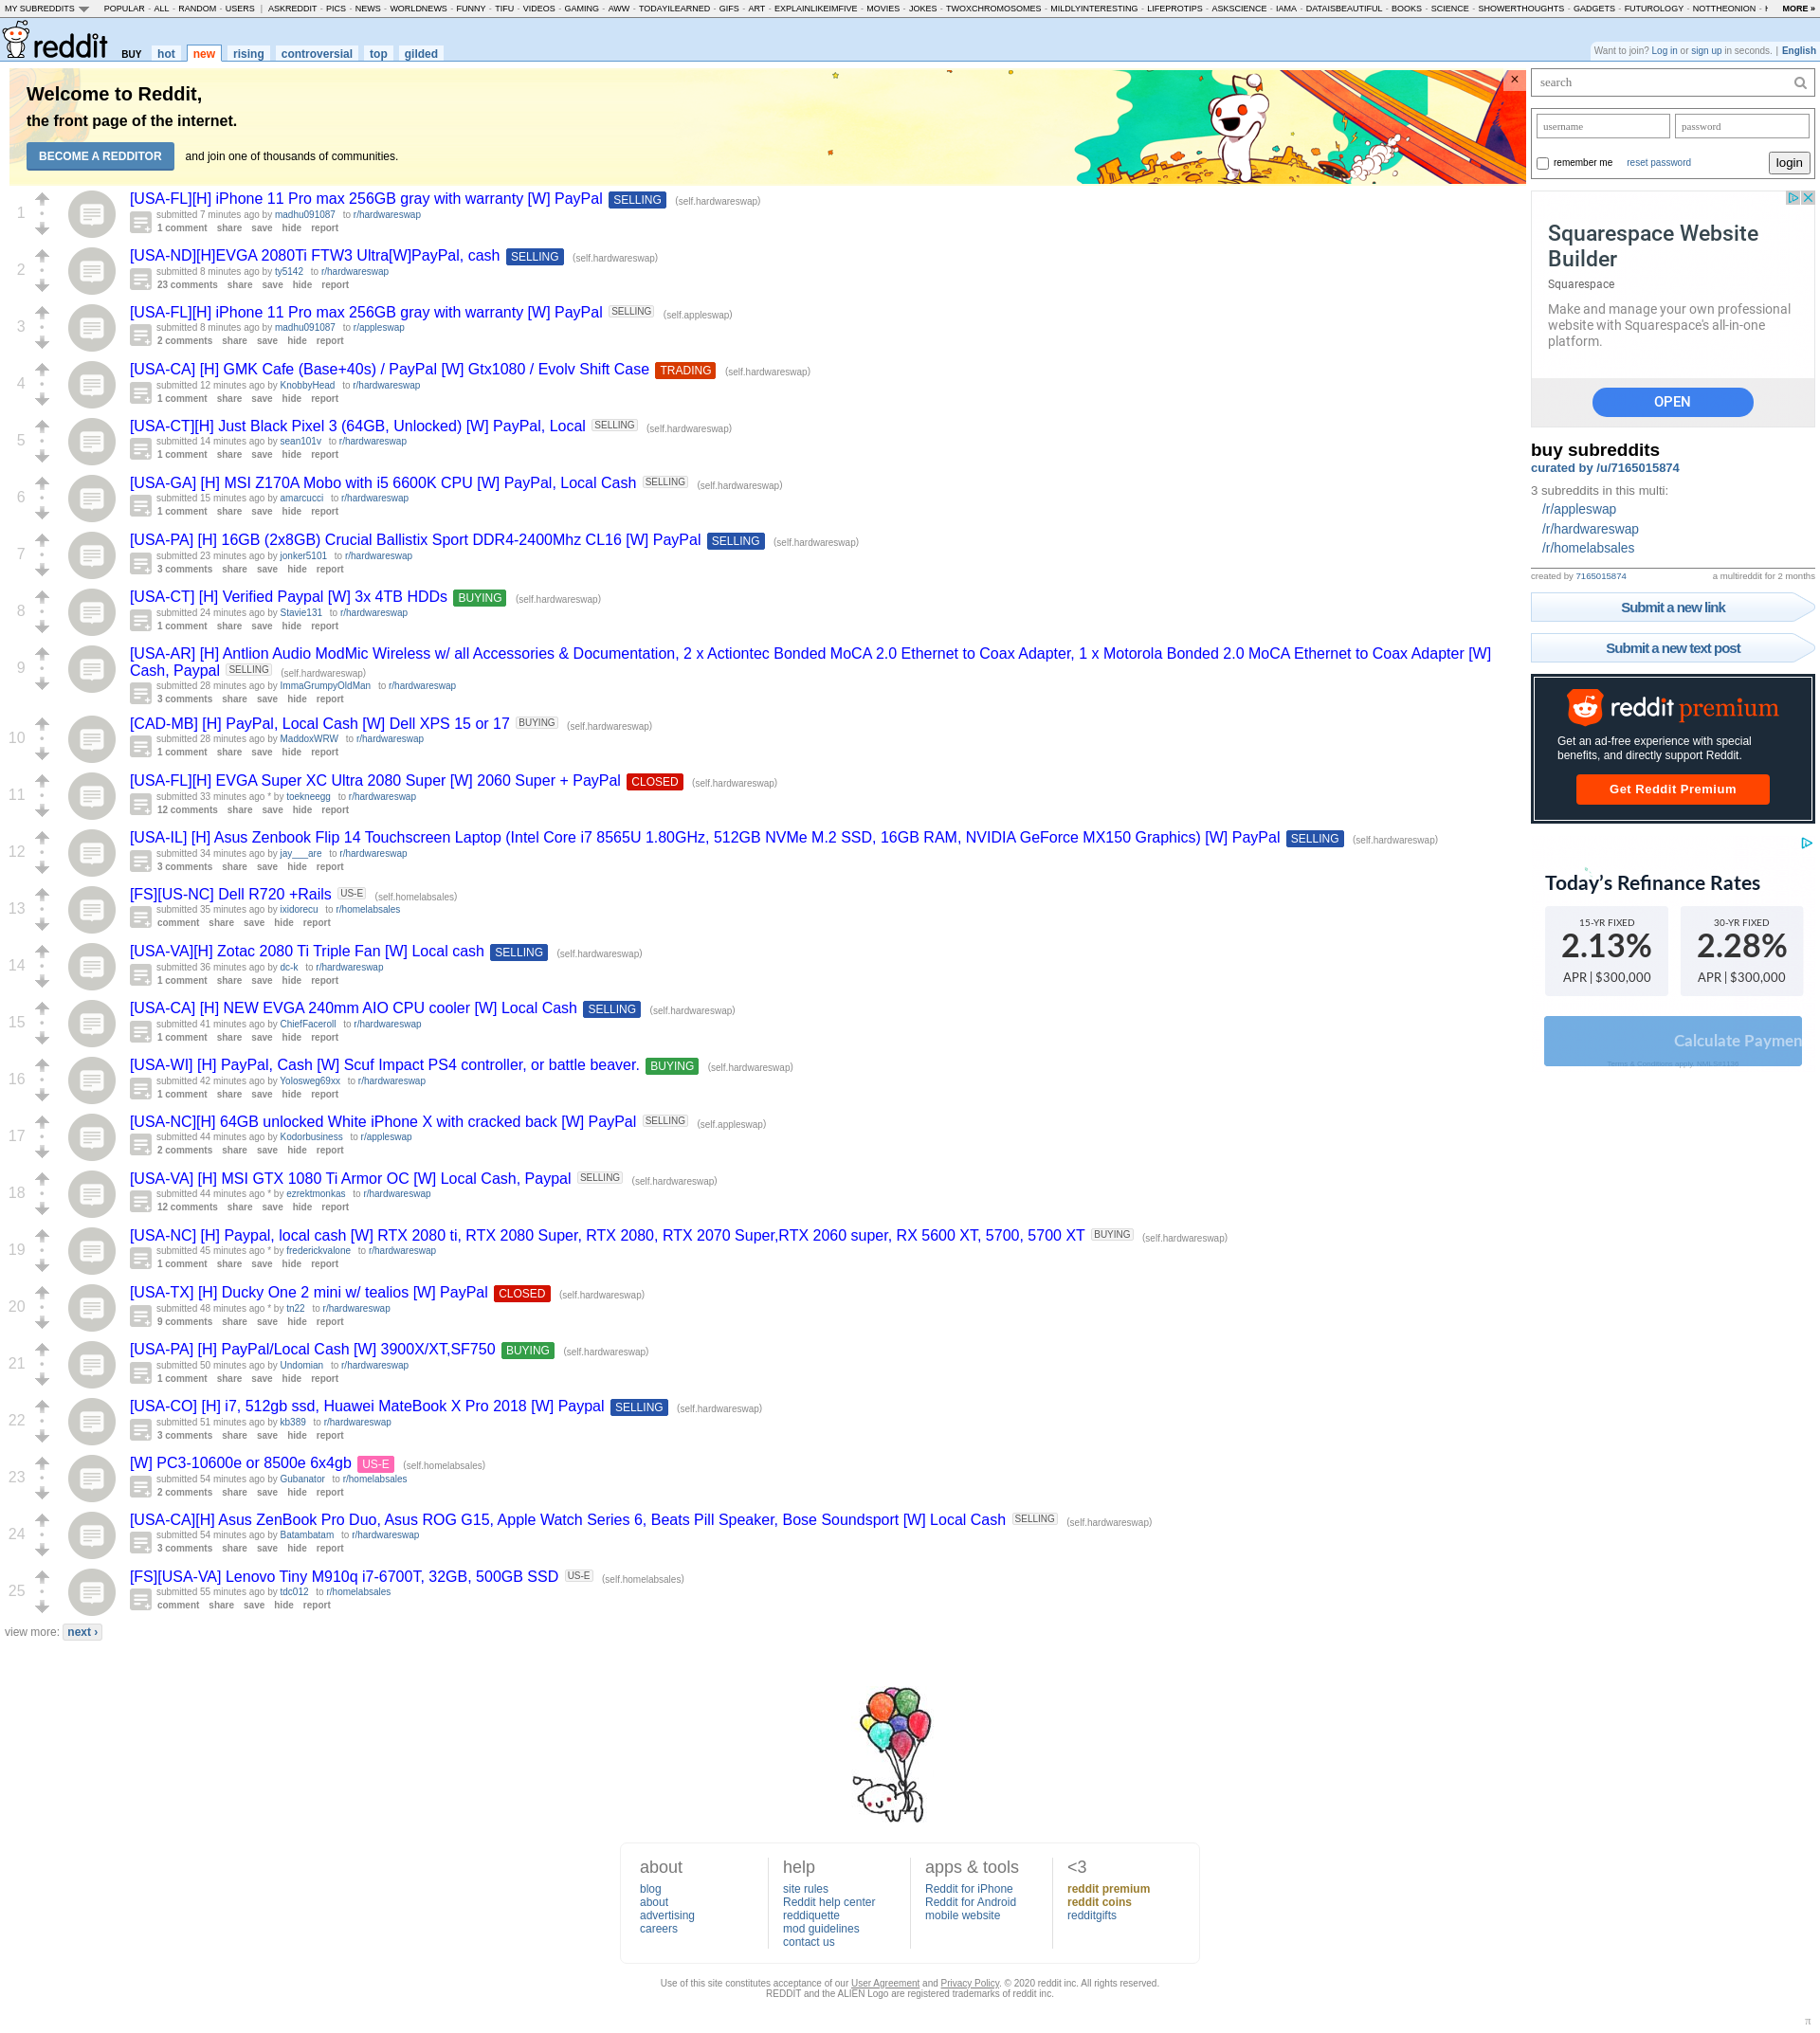 MY SUBREDDITS POPULAR - ALL - RANDOM - USERS | ASKREDDIT - PICS - NEWS - WORLDNEWS - FUNNY - TIFU - VIDEOS - GAMING - AWW - TODAYILEARNED - GIFS - ART - EXPLAINLIKEIMFIVE - MOVIES - JOKES - TWOXCHROMOSOMES - MILDLYINTERESTING - LIFEPROTIPS - ASKSCIENCE - IAMA - DATAISBEAUTIFUL - BOOKS - SCIENCE - SHOWERTHOUGHTS - GADGETS - FUTUROLOGY - NOTTHEONION - MORE »
reddit BUY hot new rising controversial top gilded
Want to join? Log in or sign up in seconds. | English
Welcome to Reddit,
the front page of the internet.
BECOME A REDDITOR and join one of thousands of communities.
×
1
[USA-FL][H] iPhone 11 Pro max 256GB gray with warranty [W] PayPal SELLING (self.hardwareswap)
submitted 7 minutes ago by madhu091087 to r/hardwareswap
1 comment share save hide report
2
[USA-ND][H]EVGA 2080Ti FTW3 Ultra[W]PayPal, cash SELLING (self.hardwareswap)
submitted 8 minutes ago by ty5142 to r/hardwareswap
23 comments share save hide report
3
[USA-FL][H] iPhone 11 Pro max 256GB gray with warranty [W] PayPal SELLING (self.appleswap)
submitted 8 minutes ago by madhu091087 to r/appleswap
2 comments share save hide report
4
[USA-CA] [H] GMK Cafe (Base+40s) / PayPal [W] Gtx1080 / Evolv Shift Case TRADING (self.hardwareswap)
submitted 12 minutes ago by KnobbyHead to r/hardwareswap
1 comment share save hide report
5
[USA-CT][H] Just Black Pixel 3 (64GB, Unlocked) [W] PayPal, Local SELLING (self.hardwareswap)
submitted 14 minutes ago by sean101v to r/hardwareswap
1 comment share save hide report
6
[USA-GA] [H] MSI Z170A Mobo with i5 6600K CPU [W] PayPal, Local Cash SELLING (self.hardwareswap)
submitted 15 minutes ago by amarcucci to r/hardwareswap
1 comment share save hide report
7
[USA-PA] [H] 16GB (2x8GB) Crucial Ballistix Sport DDR4-2400Mhz CL16 [W] PayPal SELLING (self.hardwareswap)
submitted 23 minutes ago by jonker5101 to r/hardwareswap
3 comments share save hide report
8
[USA-CT] [H] Verified Paypal [W] 3x 4TB HDDs BUYING (self.hardwareswap)
submitted 24 minutes ago by Stavie131 to r/hardwareswap
1 comment share save hide report
9
[USA-AR] [H] Antlion Audio ModMic Wireless w/ all Accessories & Documentation, 2 x Actiontec Bonded MoCA 2.0 Ethernet to Coax Adapter, 1 x Motorola Bonded 2.0 MoCA Ethernet to Coax Adapter [W]
Cash, Paypal SELLING (self.hardwareswap)
submitted 28 minutes ago by ImmaGrumpyOldMan to r/hardwareswap
3 comments share save hide report
10
[CAD-MB] [H] PayPal, Local Cash [W] Dell XPS 15 or 17 BUYING (self.hardwareswap)
submitted 28 minutes ago by MaddoxWRW to r/hardwareswap
1 comment share save hide report
11
[USA-FL][H] EVGA Super XC Ultra 2080 Super [W] 2060 Super + PayPal CLOSED (self.hardwareswap)
submitted 33 minutes ago * by toekneegg to r/hardwareswap
12 comments share save hide report
12
[USA-IL] [H] Asus Zenbook Flip 14 Touchscreen Laptop (Intel Core i7 8565U 1.80GHz, 512GB NVMe M.2 SSD, 16GB RAM, NVIDIA GeForce MX150 Graphics) [W] PayPal SELLING (self.hardwareswap)
submitted 34 minutes ago by jay___are to r/hardwareswap
3 comments share save hide report
13
[FS][US-NC] Dell R720 +Rails US-E (self.homelabsales)
submitted 35 minutes ago by ixidorecu to r/homelabsales
comment share save hide report
14
[USA-VA][H] Zotac 2080 Ti Triple Fan [W] Local cash SELLING (self.hardwareswap)
submitted 36 minutes ago by dc-k to r/hardwareswap
1 comment share save hide report
15
[USA-CA] [H] NEW EVGA 240mm AIO CPU cooler [W] Local Cash SELLING (self.hardwareswap)
submitted 41 minutes ago by ChiefFaceroll to r/hardwareswap
1 comment share save hide report
16
[USA-WI] [H] PayPal, Cash [W] Scuf Impact PS4 controller, or battle beaver. BUYING (self.hardwareswap)
submitted 42 minutes ago by Yolosweg69xx to r/hardwareswap
1 comment share save hide report
17
[USA-NC][H] 64GB unlocked White iPhone X with cracked back [W] PayPal SELLING (self.appleswap)
submitted 44 minutes ago by Kodorbusiness to r/appleswap
2 comments share save hide report
18
[USA-VA] [H] MSI GTX 1080 Ti Armor OC [W] Local Cash, Paypal SELLING (self.hardwareswap)
submitted 44 minutes ago * by ezrektmonkas to r/hardwareswap
12 comments share save hide report
19
[USA-NC] [H] Paypal, local cash [W] RTX 2080 ti, RTX 2080 Super, RTX 2080, RTX 2070 Super,RTX 2060 super, RX 5600 XT, 5700, 5700 XT BUYING (self.hardwareswap)
submitted 45 minutes ago * by frederickvalone to r/hardwareswap
1 comment share save hide report
20
[USA-TX] [H] Ducky One 2 mini w/ tealios [W] PayPal CLOSED (self.hardwareswap)
submitted 48 minutes ago * by tn22 to r/hardwareswap
9 comments share save hide report
21
[USA-PA] [H] PayPal/Local Cash [W] 3900X/XT,SF750 BUYING (self.hardwareswap)
submitted 50 minutes ago by Undomian to r/hardwareswap
1 comment share save hide report
22
[USA-CO] [H] i7, 512gb ssd, Huawei MateBook X Pro 2018 [W] Paypal SELLING (self.hardwareswap)
submitted 51 minutes ago by kb389 to r/hardwareswap
3 comments share save hide report
23
[W] PC3-10600e or 8500e 6x4gb US-E (self.homelabsales)
submitted 54 minutes ago by Gubanator to r/homelabsales
2 comments share save hide report
24
[USA-CA][H] Asus ZenBook Pro Duo, Asus ROG G15, Apple Watch Series 6, Beats Pill Speaker, Bose Soundsport [W] Local Cash SELLING (self.hardwareswap)
submitted 54 minutes ago by Batambatam to r/hardwareswap
3 comments share save hide report
25
[FS][USA-VA] Lenovo Tiny M910q i7-6700T, 32GB, 500GB SSD US-E (self.homelabsales)
submitted 55 minutes ago by tdc012 to r/homelabsales
comment share save hide report
view more: next ›
search
username password
remember me reset password login
Squarespace Website
Builder
Squarespace
Make and manage your own professional
website with Squarespace's all-in-one
platform.
OPEN
buy subreddits
curated by /u/7165015874
3 subreddits in this multi:
/r/appleswap
/r/hardwareswap
/r/homelabsales
created by 7165015874 a multireddit for 2 months
Submit a new link
Submit a new text post
reddit premium
Get an ad-free experience with special
benefits, and directly support Reddit.
Get Reddit Premium
Today's Refinance Rates
15-YR FIXED 30-YR FIXED
2.13% 2.28%
APR | $300,000 APR | $300,000
Calculate Paymen
about
blog
about
advertising
careers
help
site rules
Reddit help center
reddiquette
mod guidelines
contact us
apps & tools
Reddit for iPhone
Reddit for Android
mobile website
<3
reddit premium
reddit coins
redditgifts
Use of this site constitutes acceptance of our User Agreement and Privacy Policy. © 2020 reddit inc. All rights reserved.
REDDIT and the ALIEN Logo are registered trademarks of reddit inc.
π